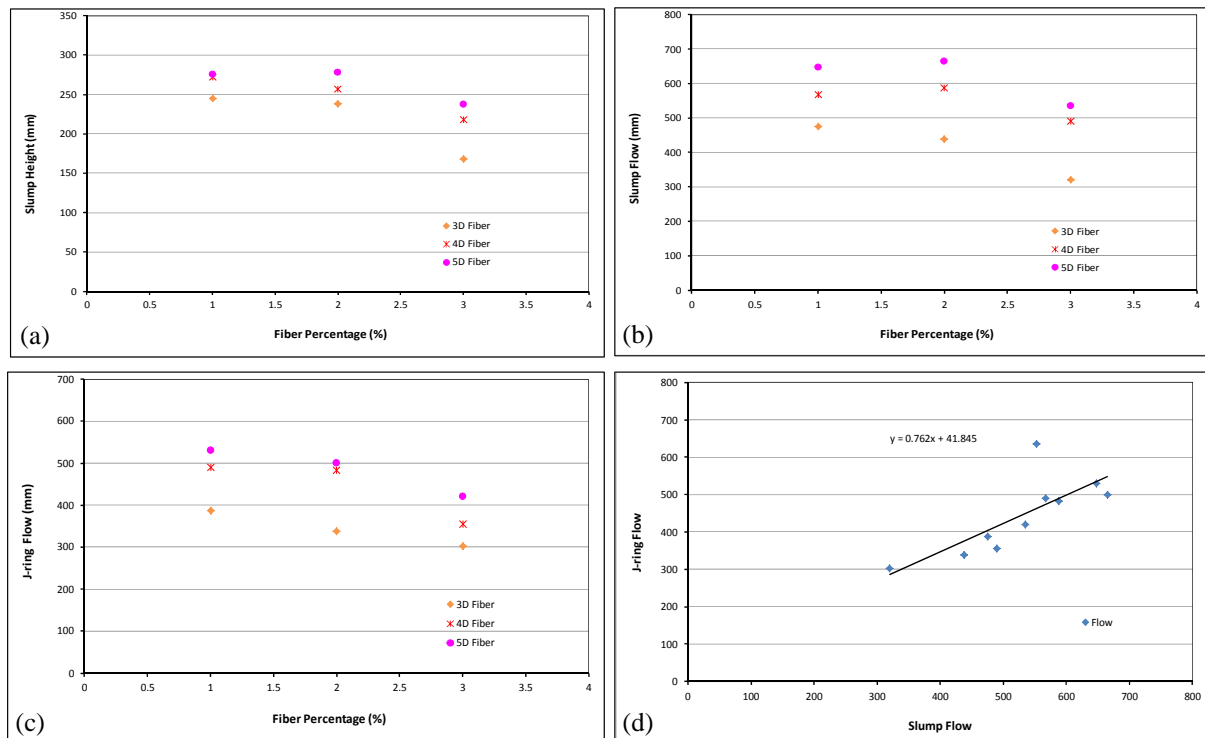 350
300
250
200
150
100
50
0
Slump Height (mm)
3D Fiber
4D Fiber
5D Fiber
0 0.5 1 1.5 2 2.5 3 3.5 4
Fiber Percentage (%)
(a)
800
700
600
500
400
300
200
100
0
Slump Flow (mm)
3D Fiber
4D Fiber
5D Fiber
0 0.5 1 1.5 2 2.5 3 3.5 4
Fiber Percentage (%)
(b)
700
600
500
400
300
200
100
0
J-ring Flow (mm)
3D Fiber
4D Fiber
5D Fiber
0 0.5 1 1.5 2 2.5 3 3.5 4
Fiber Percentage (%)
(c)
800
700
600
500
400
300
200
100
0
J-ring Flow
y = 0.762x + 41.845
Flow
0 100 200 300 400 500 600 700 800
Slump Flow
(d)